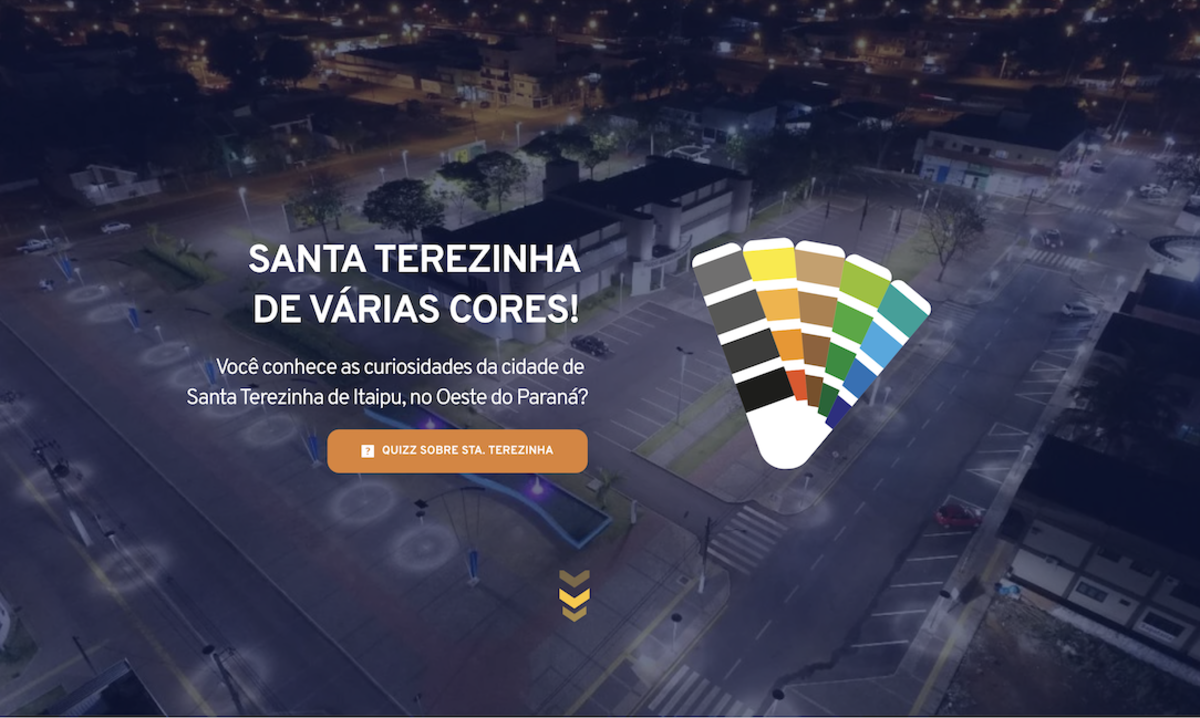 SANTA TEREZINHA
DE VÁRIAS CORES!
Você conhece as curiosidades da cidade de
Santa Terezinha de Itaipu, no Oeste do Paraná?
? QUIZZ SOBRE STA. TEREZINHA